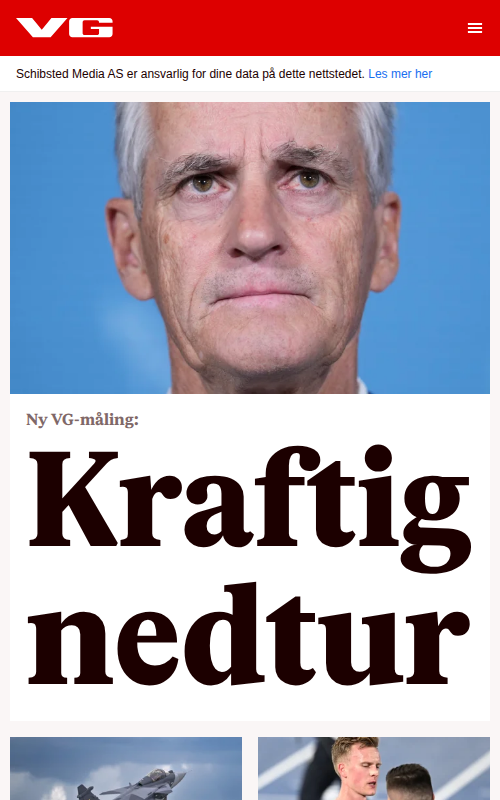 VG
Schibsted Media AS er ansvarlig for dine data på dette nettstedet. Les mer her
Ny VG-måling:
Kraftig
nedtur